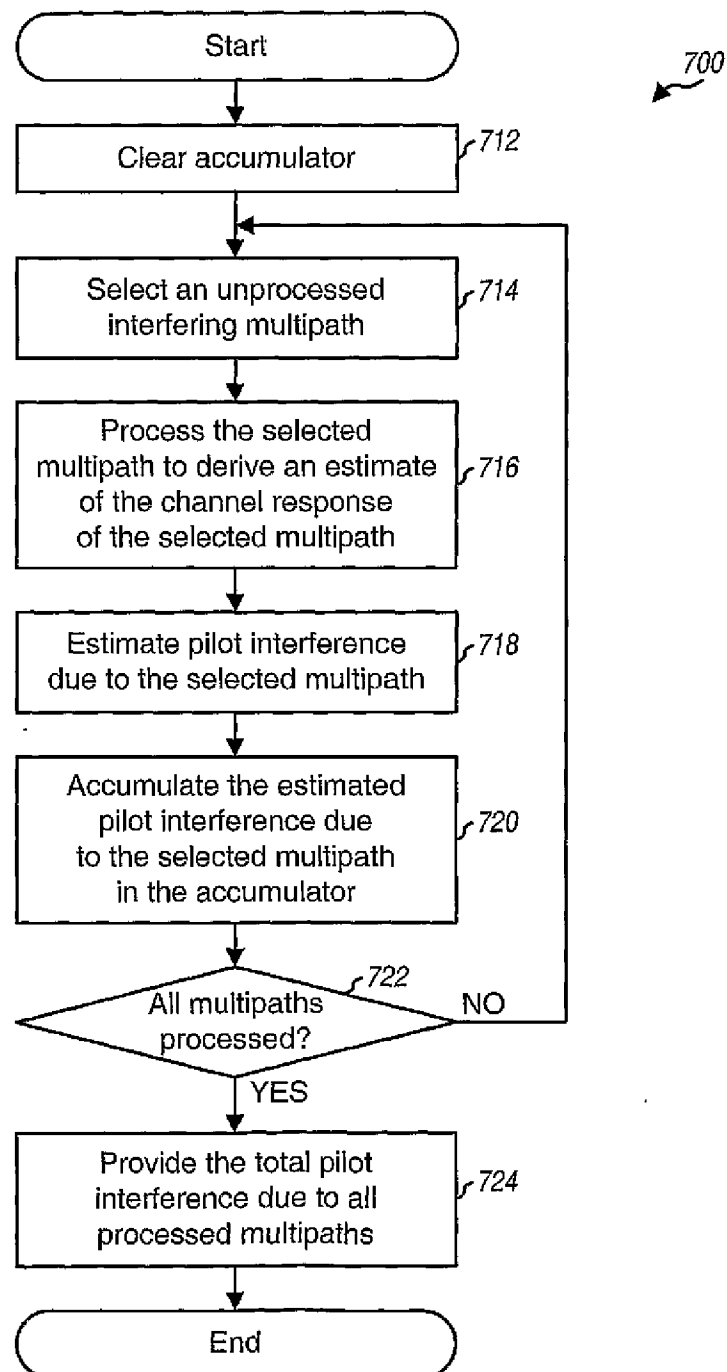 Start
700
Clear accumulator
712
Select an unprocessed
interfering multipath
714
Process the selected
multipath to derive an estimate
of the channel response
of the selected multipath
716
Estimate pilot interference
due to the selected multipath
718
Accumulate the estimated
pilot interference due
to the selected multipath
in the accumulator
720
722
All multipaths
processed?
NO
YES
Provide the total pilot
interference due to all
processed multipaths
724
End